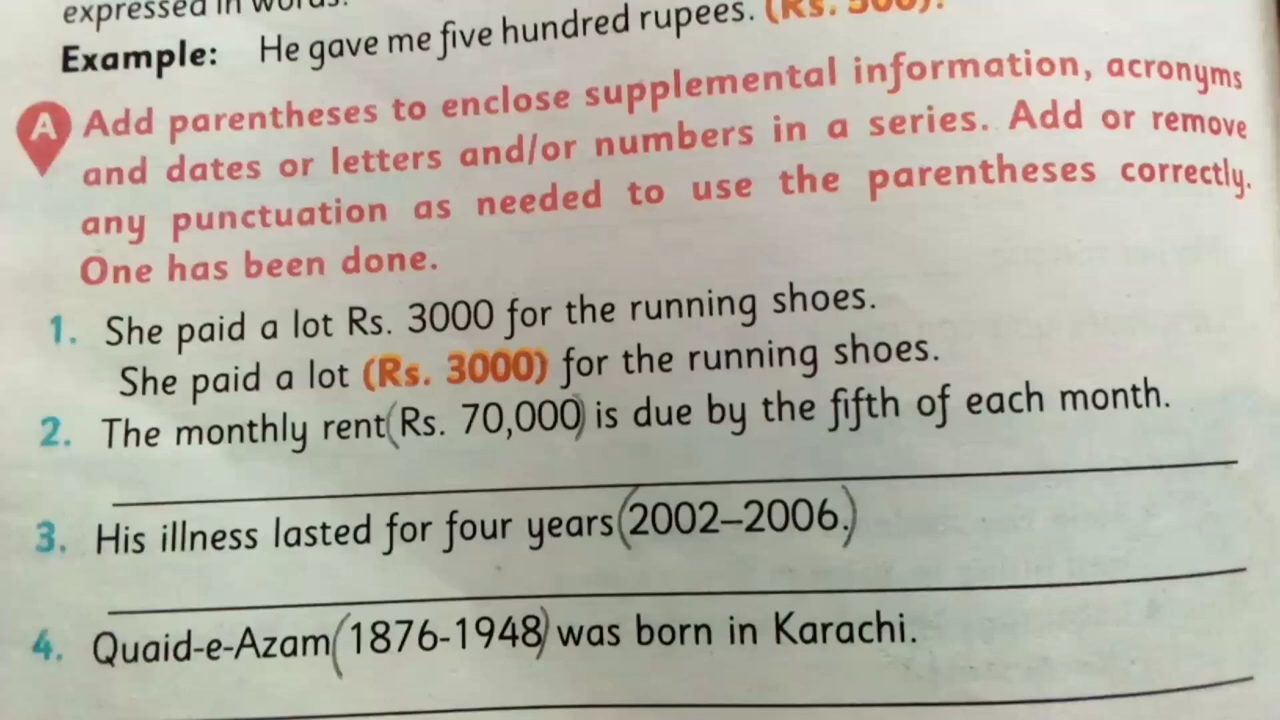 expressed in words.
Example: He gave me five hundred rupees. (Rs. 500).
A Add parentheses to enclose supplemental information, acronyms
and dates or letters and/or numbers in a series. Add or remove
any punctuation as needed to use the parentheses correctly.
One has been done.
1. She paid a lot Rs. 3000 for the running shoes.
She paid a lot (Rs. 3000) for the running shoes.
2. The monthly rent(Rs. 70,000) is due by the fifth of each month.
3. His illness lasted for four years(2002–2006.)
4. Quaid-e-Azam(1876-1948) was born in Karachi.